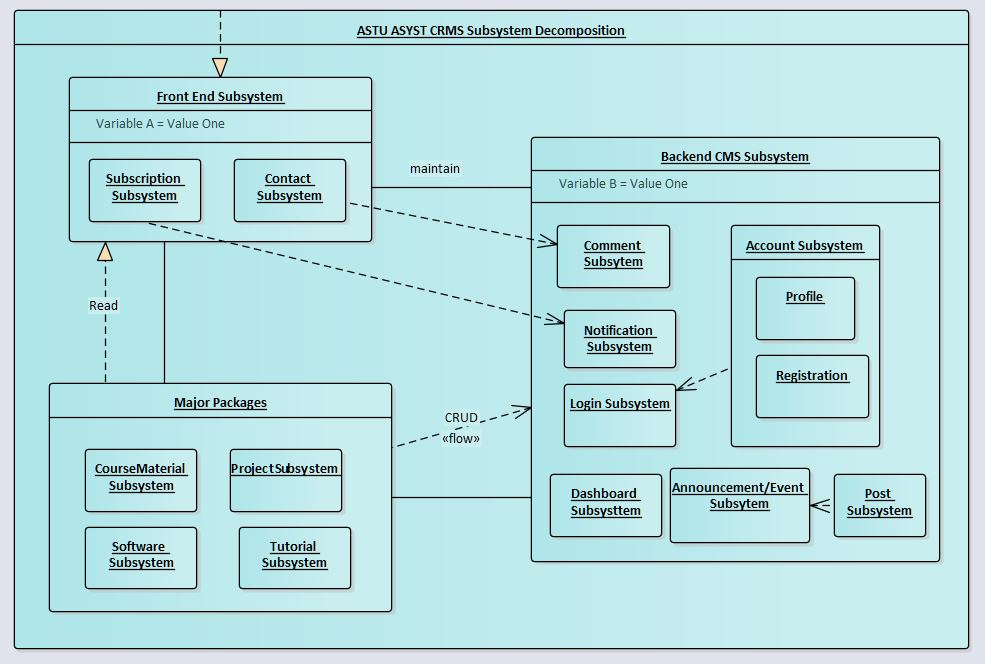 ASTU ASYST CRMS Subsystem Decomposition
Front End Subsystem
Variable A = Value One
Subscription
Subsystem
Contact
Subsystem
maintain
Backend CMS Subsystem
Variable B = Value One
Comment
Subsytem
Account Subsystem
Profile
Registration
Notification
Subsystem
Login Subsystem
Read
Major Packages
CRUD
«flow»
CourseMaterial
Subsystem
ProjectSubsystem
Software
Subsystem
Tutorial
Subsystem
Dashboard
Subsysttem
Announcement/Event
Subsytem
Post
Subsystem